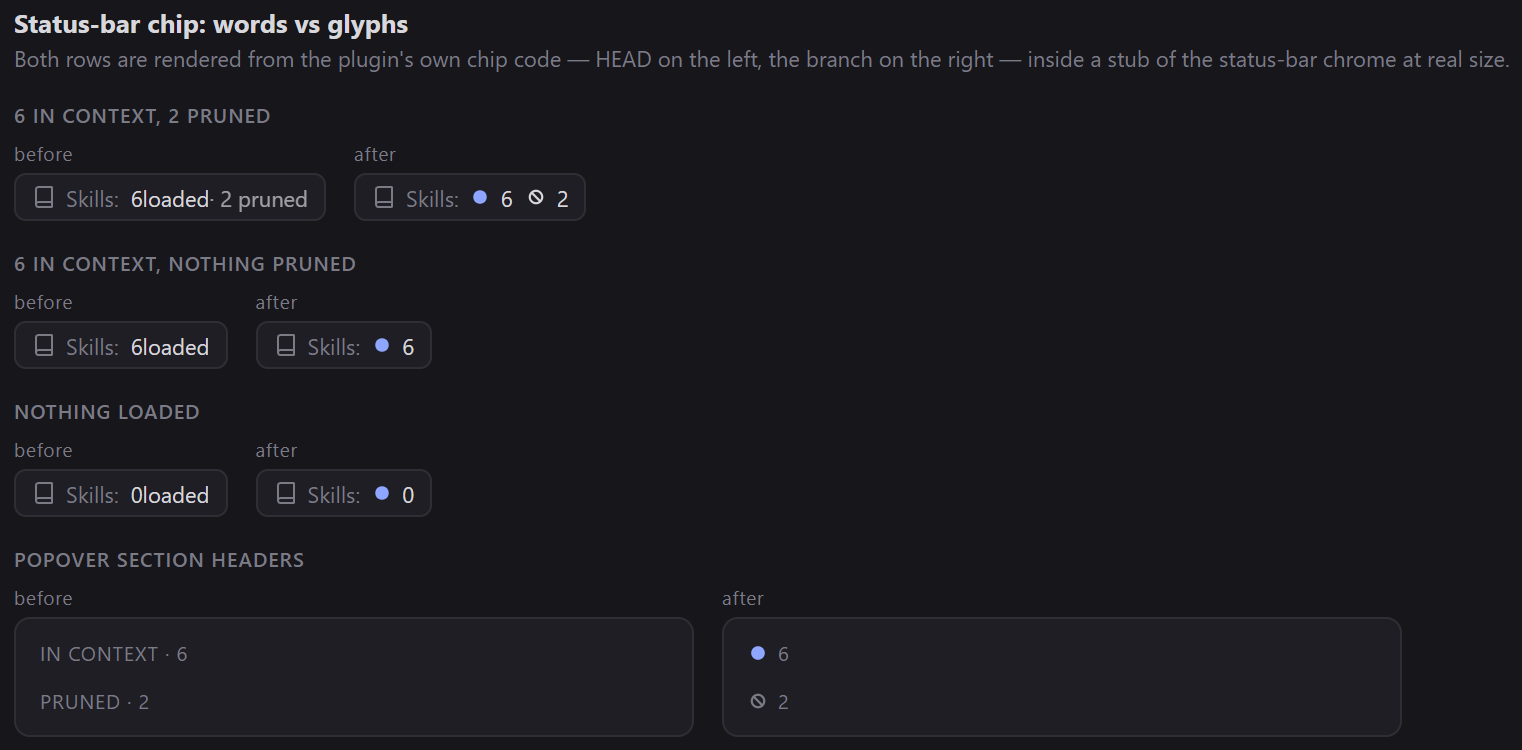 Status-bar chip: words vs glyphs
Both rows are rendered from the plugin's own chip code — HEAD on the left, the branch on the right — inside a stub of the status-bar chrome at real size.
6 IN CONTEXT, 2 PRUNED
before after
Skills: 6loaded· 2 pruned Skills: 6 2
6 IN CONTEXT, NOTHING PRUNED
before after
Skills: 6loaded Skills: 6
NOTHING LOADED
before after
Skills: 0loaded Skills: 0
POPOVER SECTION HEADERS
before after
IN CONTEXT · 6 6
PRUNED · 2 2